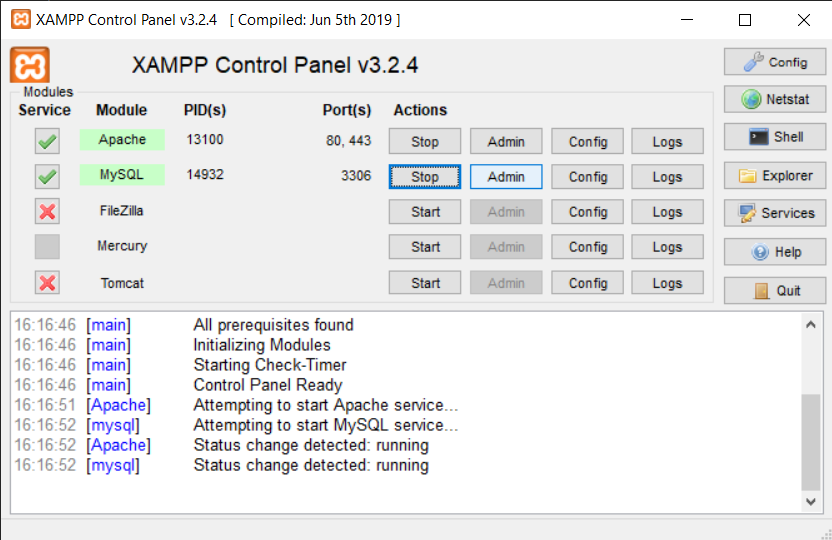 XAMPP Control Panel v3.2.4 [ Compiled: Jun 5th 2019 ]
XAMPP Control Panel v3.2.4
Config
Modules
Service Module PID(s) Port(s) Actions
Netstat
Apache 13100 80, 443 Stop Admin Config Logs
Shell
MySQL 14932 3306 Stop Admin Config Logs
Explorer
FileZilla Start Admin Config Logs
Services
Mercury Start Admin Config Logs
Help
Tomcat Start Admin Config Logs
Quit
16:16:46 [main] All prerequisites found
16:16:46 [main] Initializing Modules
16:16:46 [main] Starting Check-Timer
16:16:46 [main] Control Panel Ready
16:16:51 [Apache] Attempting to start Apache service...
16:16:52 [mysql] Attempting to start MySQL service...
16:16:52 [Apache] Status change detected: running
16:16:52 [mysql] Status change detected: running